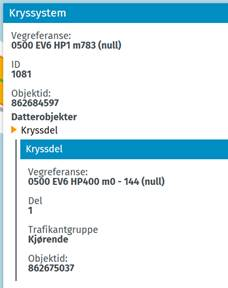 Kryssystem
Vegreferanse:
0500 EV6 HP1 m783 (null)
ID
1081
Objektid:
862684597
Datterobjekter
Kryssdel
Kryssdel
Vegreferanse:
0500 EV6 HP400 m0 - 144 (null)
Del
1
Trafikantgruppe
Kjørende
Objektid:
862675037